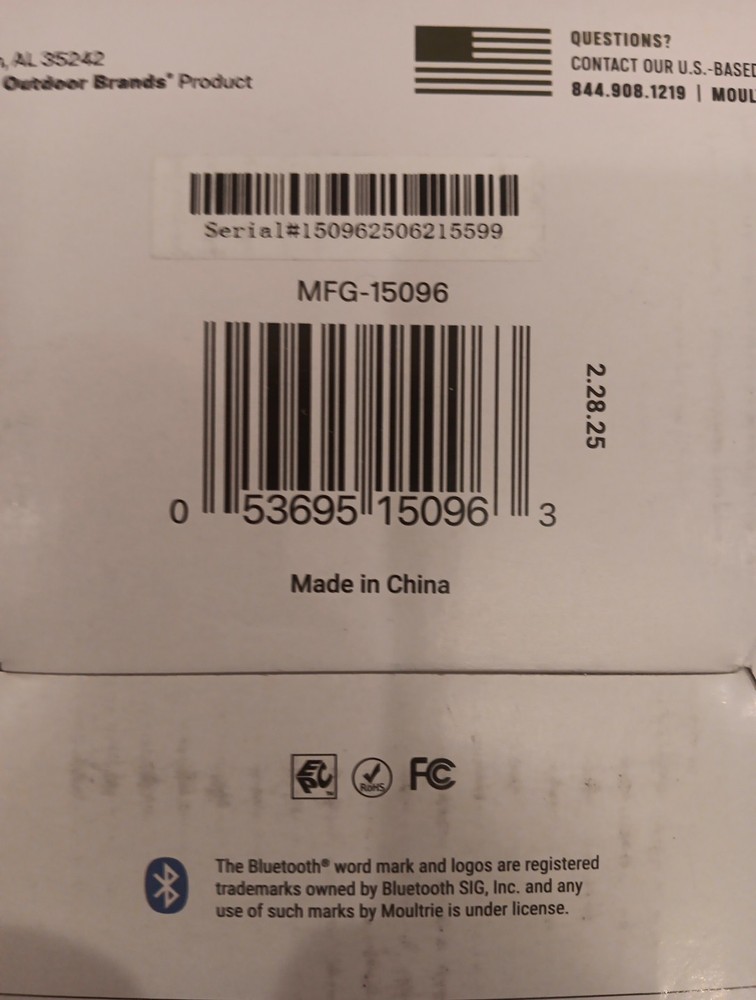 AL 35242
Outdoor Brands® Product
QUESTIONS?
CONTACT OUR U.S.-BASED
844.908.1219 | MOUL
Serial#150962506215599
MFG-15096
2.28.25
0 53695 15096 3
Made in China
EPC™
RoHS
FC
The Bluetooth® word mark and logos are registered
trademarks owned by Bluetooth SIG, Inc. and any
use of such marks by Moultrie is under license.